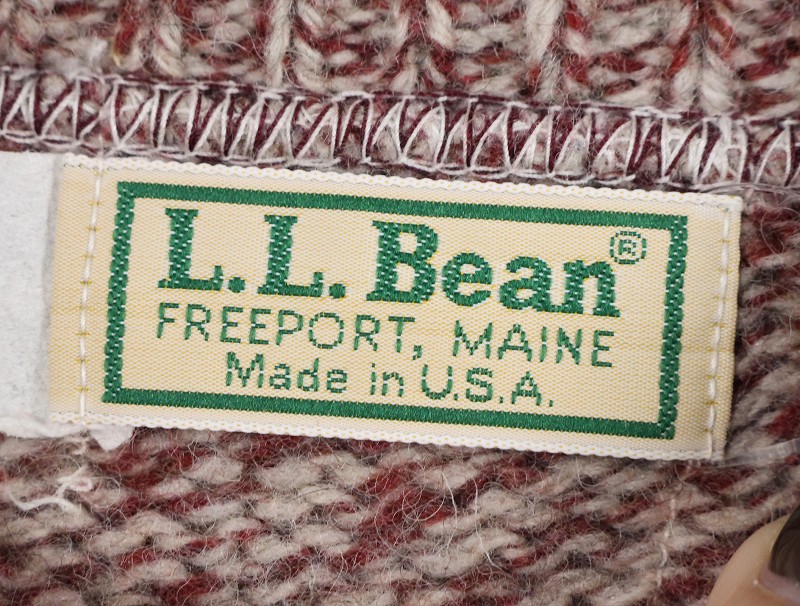 L.L.Bean®
FREEPORT, MAINE
Made in U.S.A.